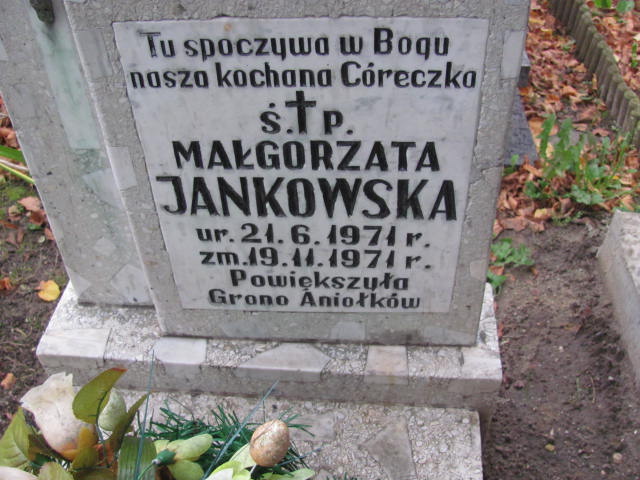 Tu spoczywa w Bogu
nasza kochana Córeczka
ś.†p.
MAŁGORZATA
JANKOWSKA
ur. 21.6.1971 r.
zm. 19.11.1971 r.
Powiększyła
Grono Aniołków